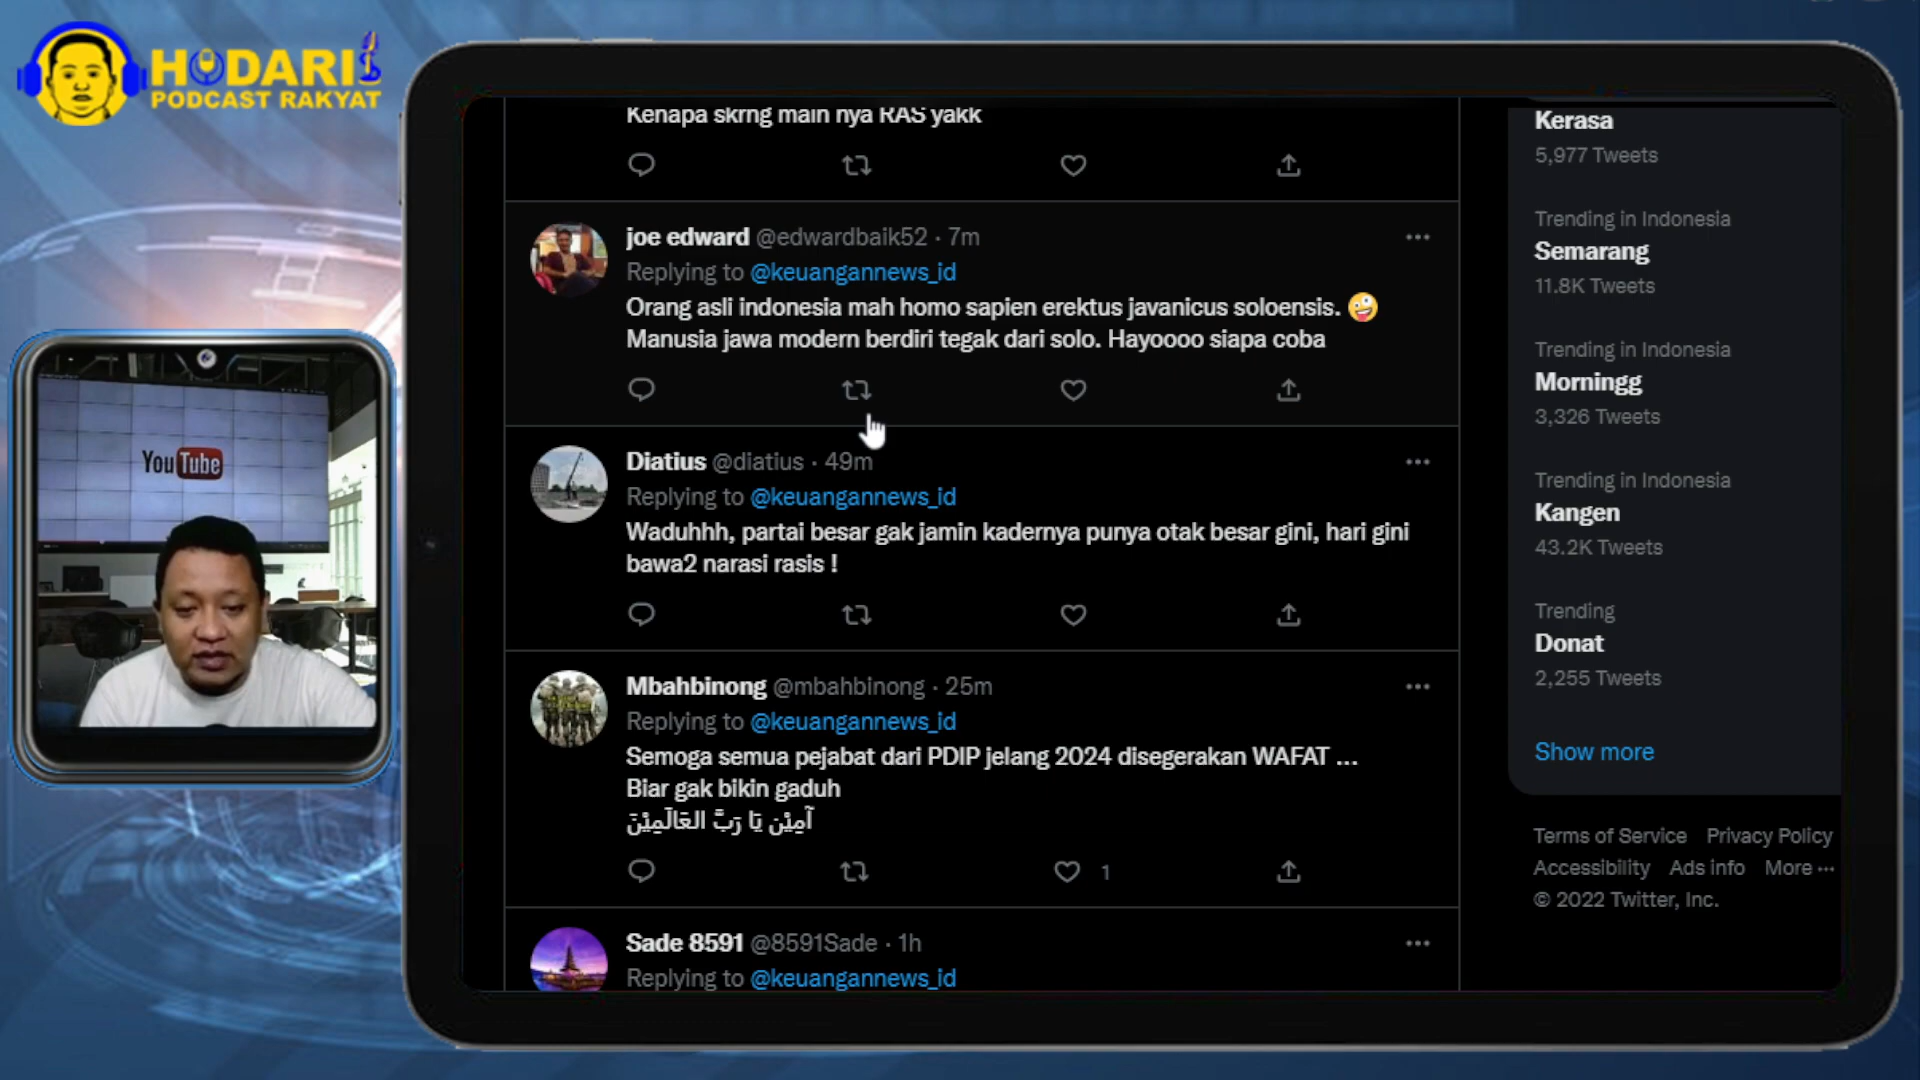 HODARI
PODCAST RAKYAT
YouTube
Kenapa skrng main nya RAS yakk
joe edward @edwardbaik52 · 7m
Replying to @keuangannews_id
Orang asli indonesia mah homo sapien erektus javanicus soloensis. 🤪
Manusia jawa modern berdiri tegak dari solo. Hayoooo siapa coba
Diatius @diatius · 49m
Replying to @keuangannews_id
Waduhhh, partai besar gak jamin kadernya punya otak besar gini, hari gini
bawa2 narasi rasis !
Mbahbinong @mbahbinong · 25m
Replying to @keuangannews_id
Semoga semua pejabat dari PDIP jelang 2024 disegerakan WAFAT ...
Biar gak bikin gaduh
آمِيْن يَا رَبَّ العَالَمِيْنَ
1
Sade 8591 @8591Sade · 1h
Replying to @keuangannews_id
Kerasa
5,977 Tweets
Trending in Indonesia
Semarang
11.8K Tweets
Trending in Indonesia
Morningg
3,326 Tweets
Trending in Indonesia
Kangen
43.2K Tweets
Trending
Donat
2,255 Tweets
Show more
Terms of Service Privacy Policy
Accessibility Ads info More ···
© 2022 Twitter, Inc.